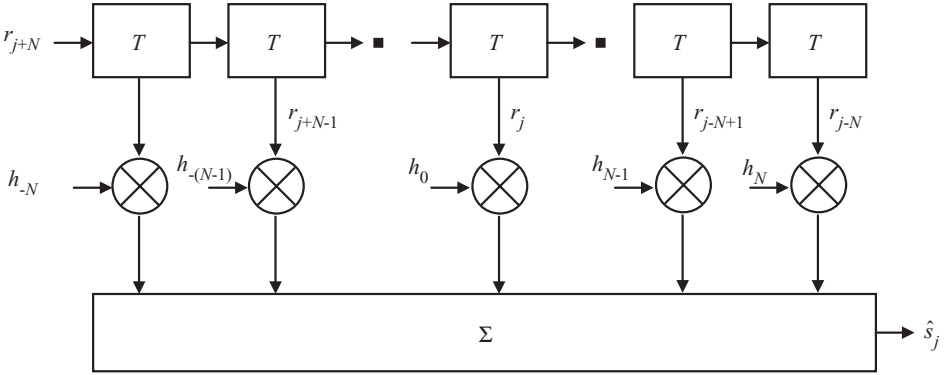 r_{j+N} T T T T T
r_{j+N-1} r_j r_{j-N+1} r_{j-N}
h_{-N} h_{-(N-1)} h_0 h_{N-1} h_N
Σ ŝ_j